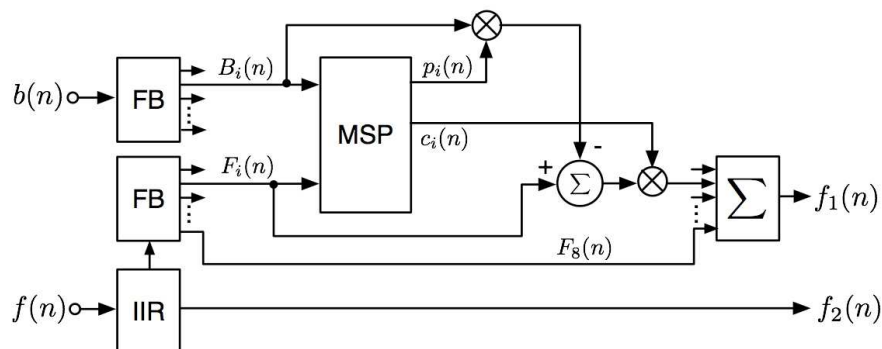 b(n)
FB
B_i(n)
p_i(n)
MSP
c_i(n)
-
FB
F_i(n)
+
Σ
Σ
f_1(n)
F_8(n)
f(n)
IIR
f_2(n)